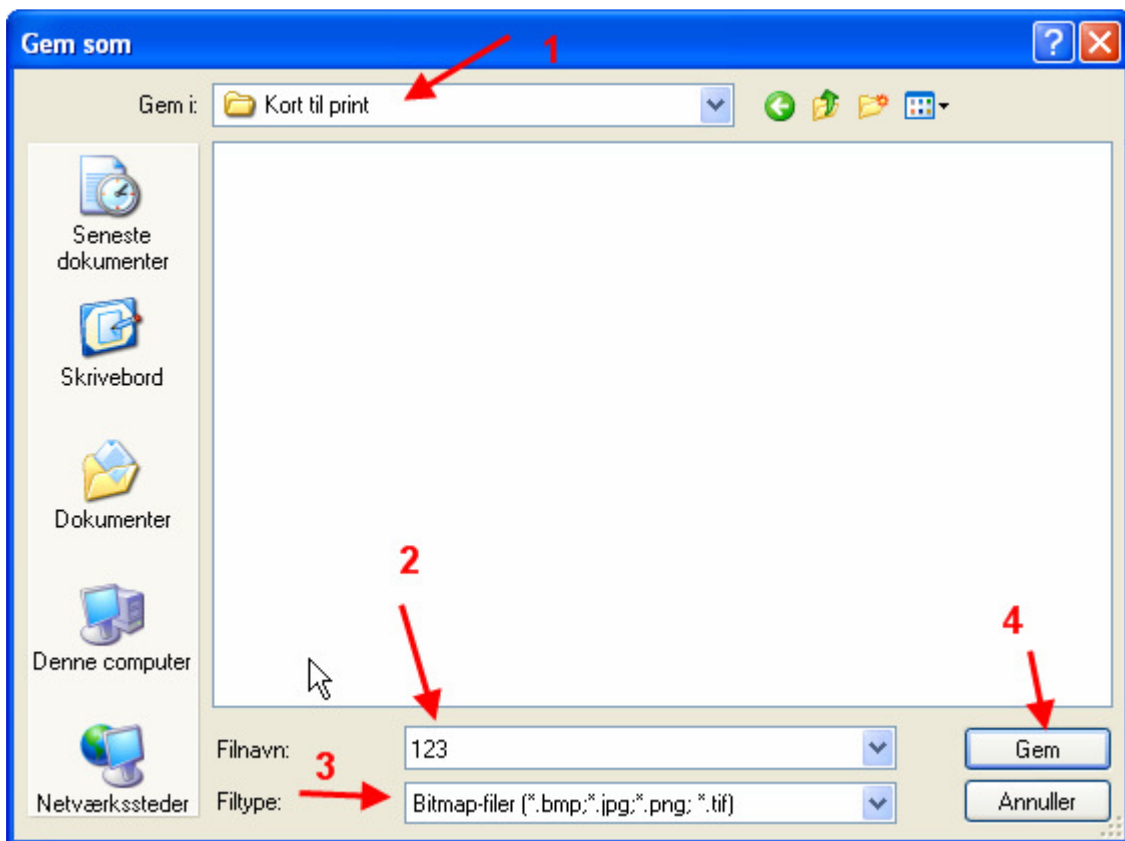 Gem som
1
Gem i:
Kort til print
Seneste
dokumenter
Skrivebord
Dokumenter
2
4
Denne computer
Filnavn:
123
Gem
3
Netværkssteder
Filtype:
Bitmap-filer (*.bmp;*.jpg;*.png; *.tif)
Annuller